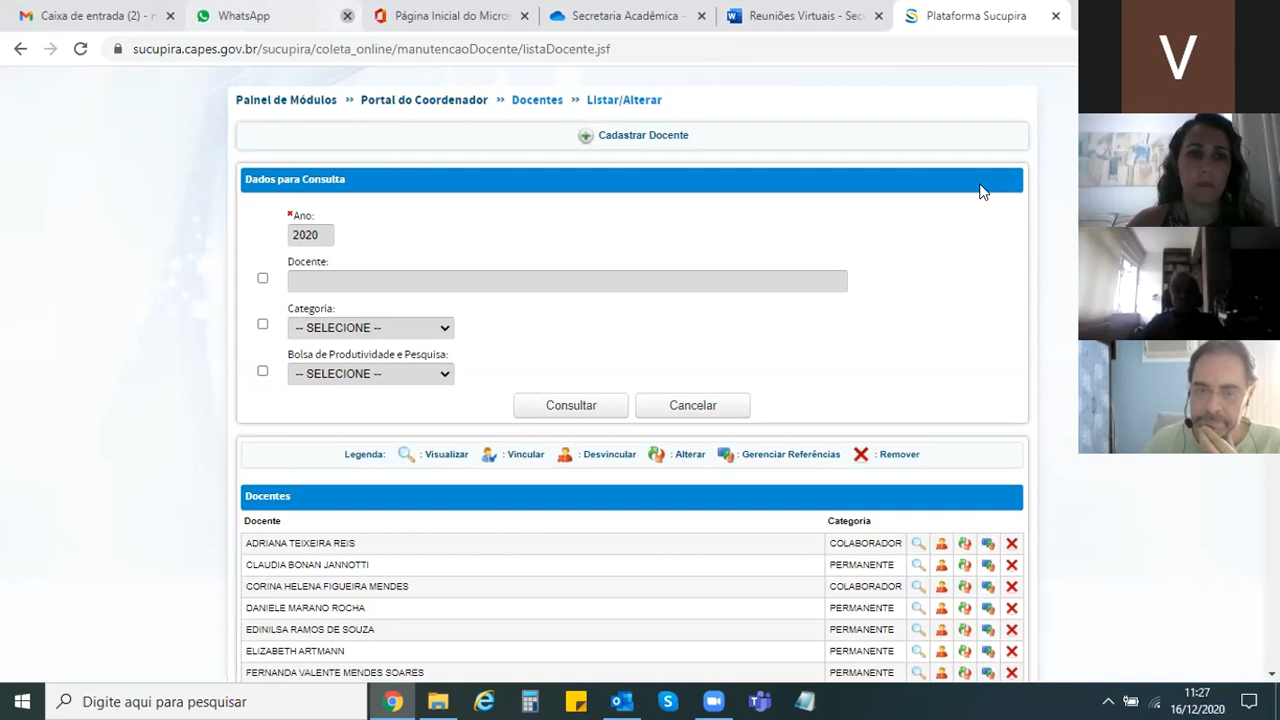 Caixa de entrada (2) - r
WhatsApp
Página Inicial do Micros
Secretaria Acadêmica -
Reuniões Virtuais - Secr
Plataforma Sucupira
sucupira.capes.gov.br/sucupira/coleta_online/manutencaoDocente/listaDocente.jsf
Painel de Módulos » Portal do Coordenador » Docentes » Listar/Alterar
Cadastrar Docente
Dados para Consulta
* Ano:
2020
Docente:
Categoria:
-- SELECIONE --
Bolsa de Produtividade e Pesquisa:
-- SELECIONE --
Consultar Cancelar
Legenda: : Visualizar : Vincular : Desvincular : Alterar : Gerenciar Referências : Remover
Docentes
Docente Categoria
ADRIANA TEIXEIRA REIS COLABORADOR
CLAUDIA BONAN JANNOTTI PERMANENTE
CORINA HELENA FIGUEIRA MENDES COLABORADOR
DANIELE MARANO ROCHA PERMANENTE
EDINILSA RAMOS DE SOUZA PERMANENTE
ELIZABETH ARTMANN PERMANENTE
FERNANDA VALENTE MENDES SOARES PERMANENTE
V
Digite aqui para pesquisar
11:27
16/12/2020